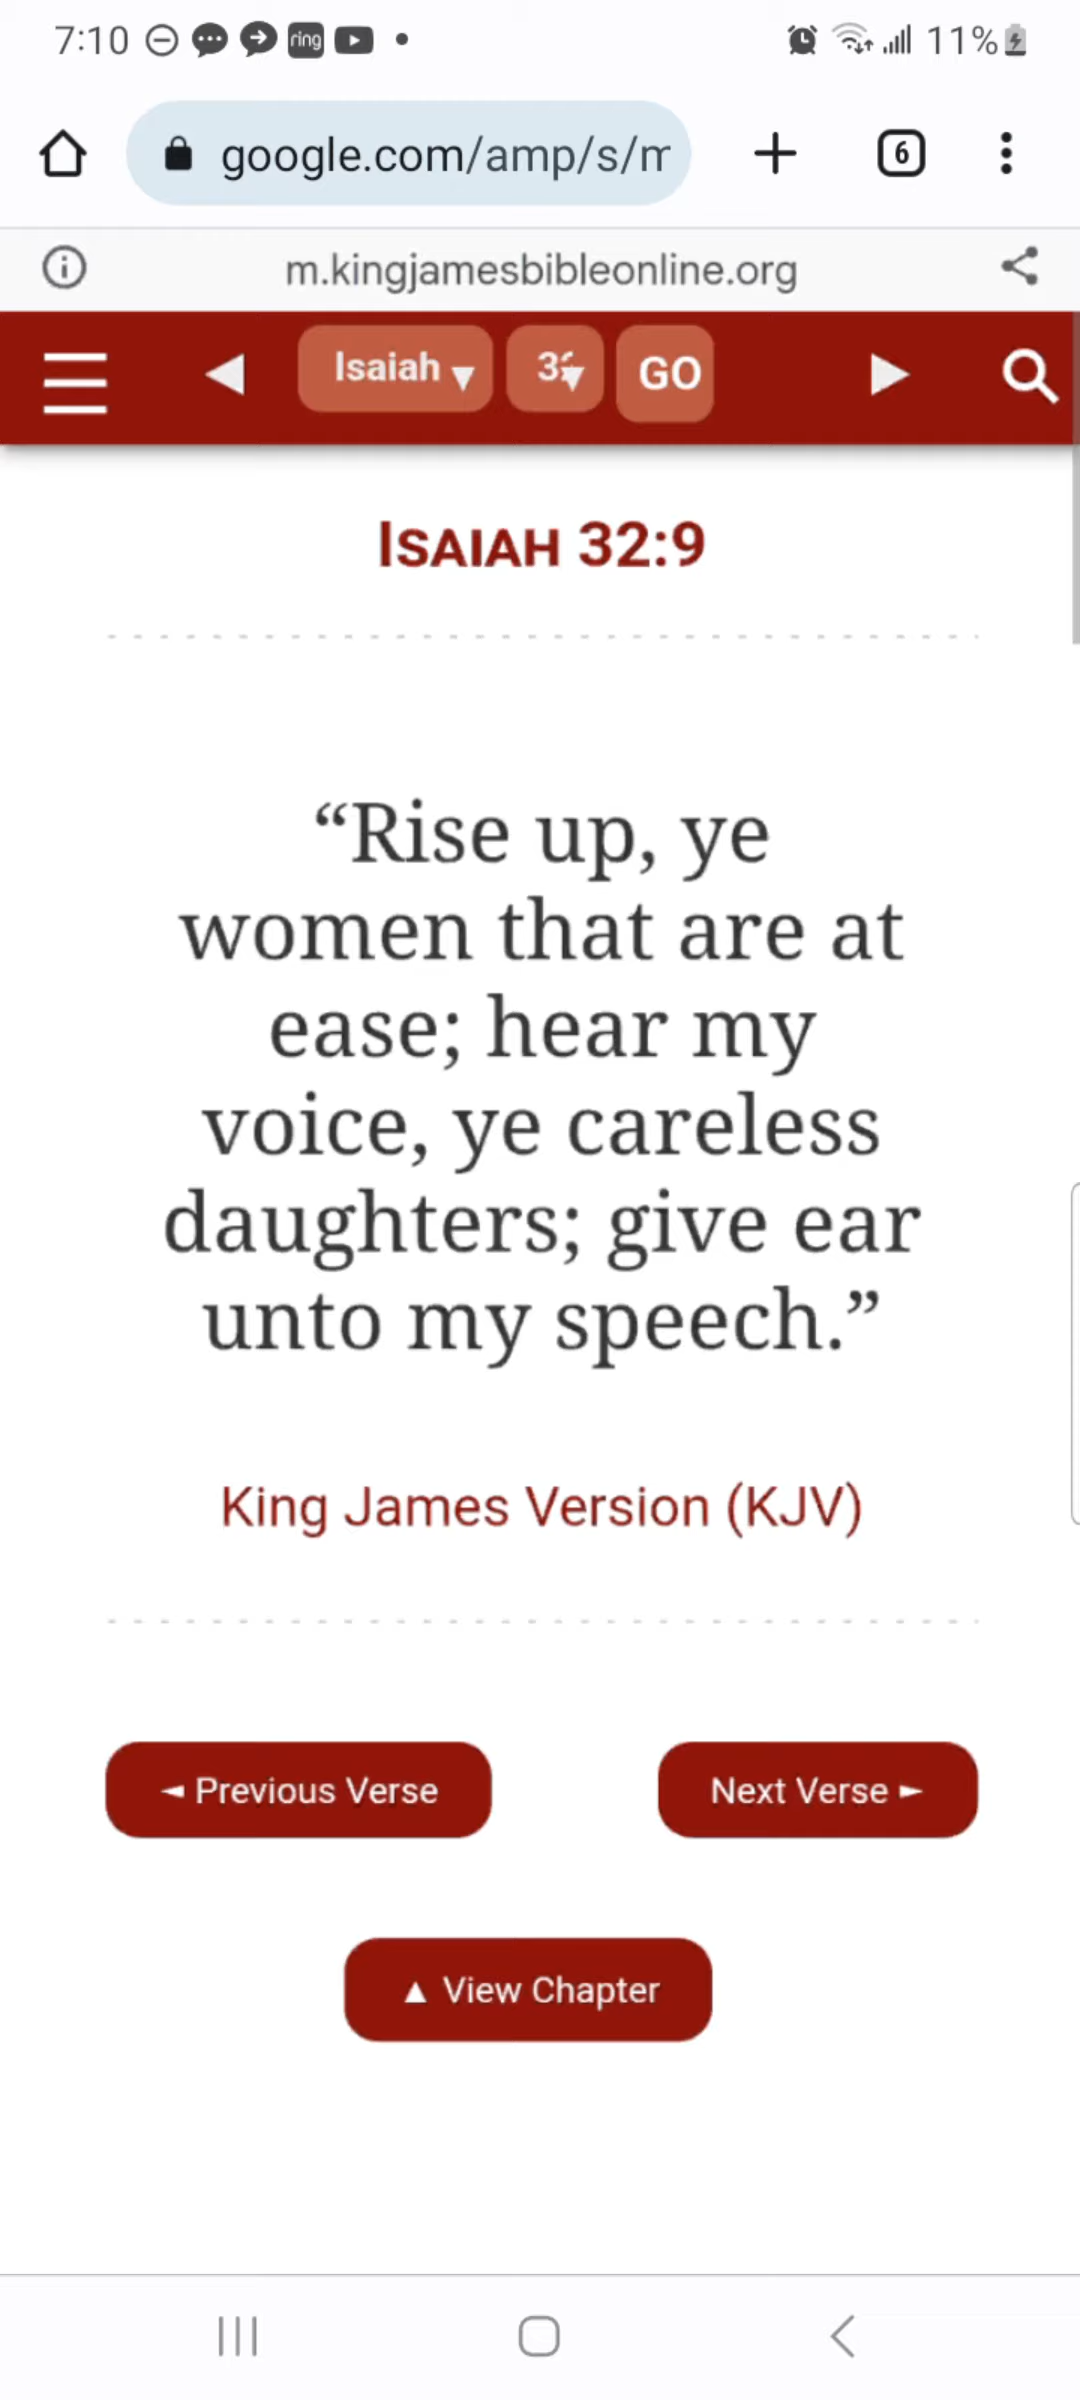 7:10 ring 11%
google.com/amp/s/m
6
m.kingjamesbibleonline.org
Isaiah 32 GO
ISAIAH 32:9
“Rise up, ye
women that are at
ease; hear my
voice, ye careless
daughters; give ear
unto my speech.”
King James Version (KJV)
◄ Previous Verse Next Verse ►
▲ View Chapter